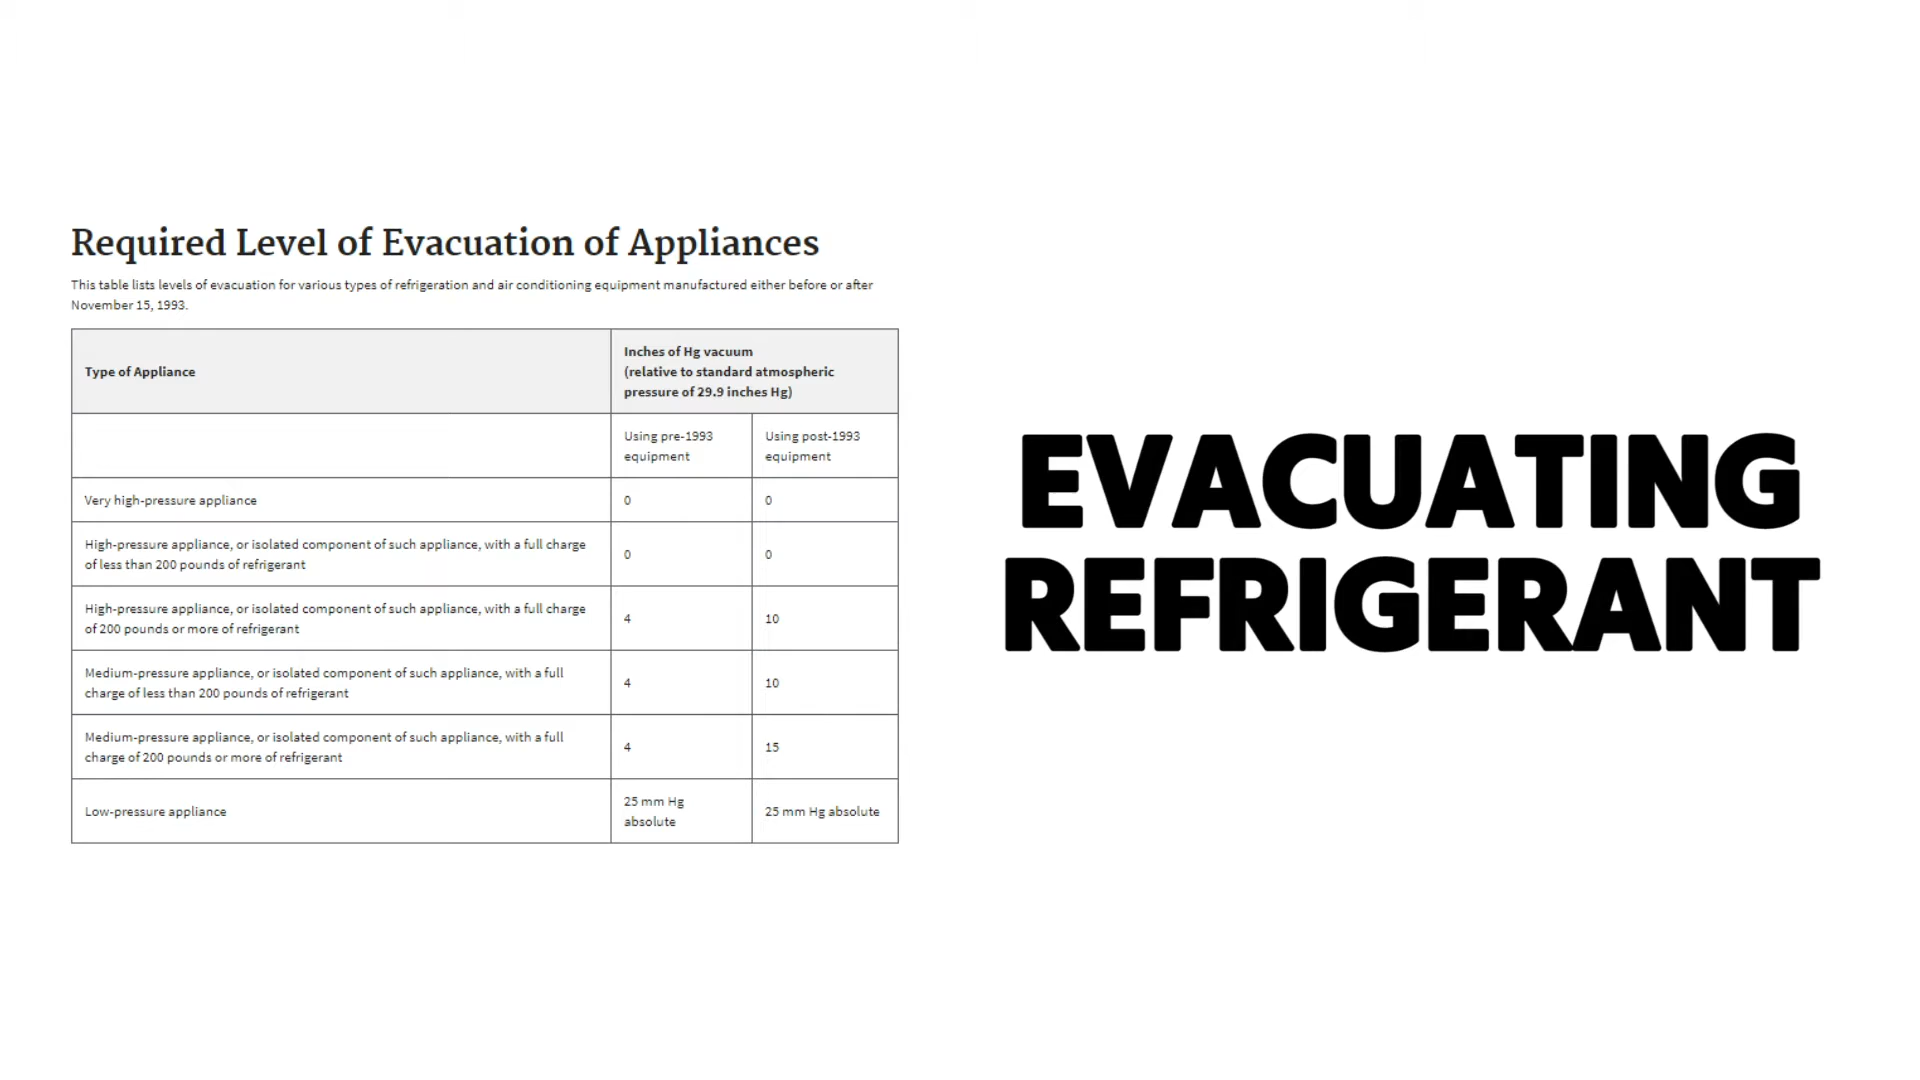 Required Level of Evacuation of Appliances
This table lists levels of evacuation for various types of refrigeration and air conditioning equipment manufactured either before or after
November 15, 1993.
Type of Appliance
Inches of Hg vacuum
(relative to standard atmospheric
pressure of 29.9 inches Hg)
Using pre-1993
equipment
Using post-1993
equipment
Very high-pressure appliance
0
0
High-pressure appliance, or isolated component of such appliance, with a full charge
of less than 200 pounds of refrigerant
0
0
High-pressure appliance, or isolated component of such appliance, with a full charge
of 200 pounds or more of refrigerant
4
10
Medium-pressure appliance, or isolated component of such appliance, with a full
charge of less than 200 pounds of refrigerant
4
10
Medium-pressure appliance, or isolated component of such appliance, with a full
charge of 200 pounds or more of refrigerant
4
15
Low-pressure appliance
25 mm Hg
absolute
25 mm Hg absolute
EVACUATING
REFRIGERANT